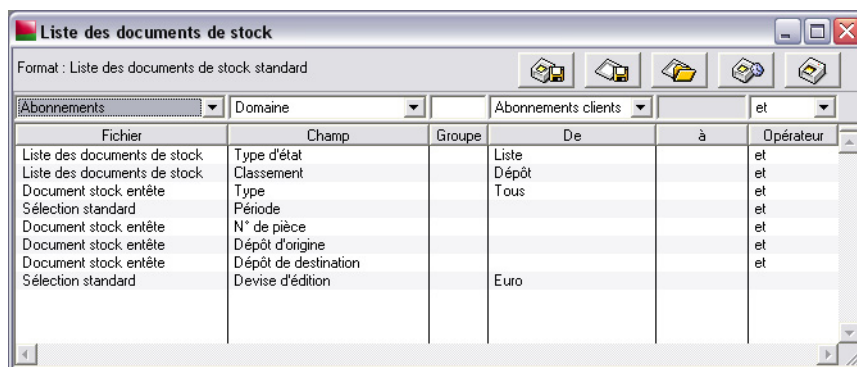 Liste des documents de stock
Format : Liste des documents de stock standard
Abonnements Domaine Abonnements clients et
Fichier Champ Groupe De à Opérateur
Liste des documents de stock Type d'état Liste et
Liste des documents de stock Classement Dépôt et
Document stock entête Type Tous et
Sélection standard Période et
Document stock entête N° de pièce et
Document stock entête Dépôt d'origine et
Document stock entête Dépôt de destination et
Sélection standard Devise d'édition Euro